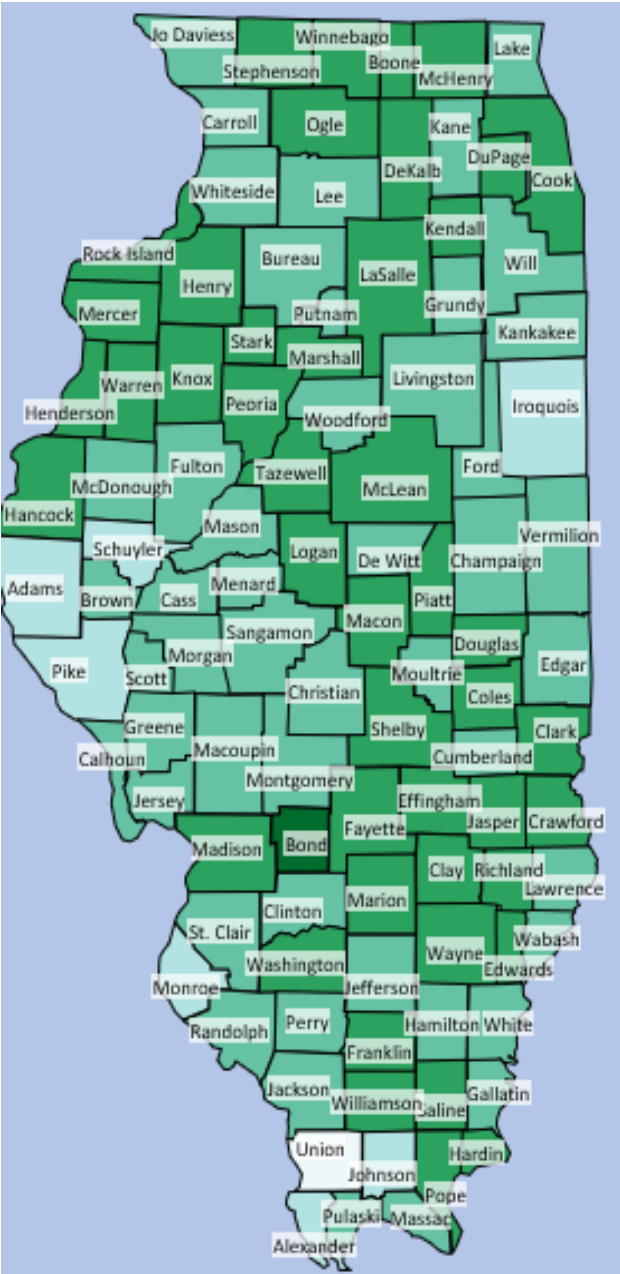 Jo Daviess
Winnebago
Lake
Stephenson
Boone
McHenry
Carroll
Ogle
Kane
DuPage
DeKalb
Cook
Whiteside
Lee
Kendall
Rock Island
Bureau
LaSalle
Will
Henry
Grundy
Mercer
Putnam
Kankakee
Stark
Marshall
Warren
Knox
Livingston
Peoria
Iroquois
Henderson
Woodford
Fulton
Ford
Tazewell
McDonough
McLean
Hancock
Mason
Vermilion
Schuyler
Logan
De Witt
Champaign
Adams
Menard
Brown
Cass
Piatt
Macon
Sangamon
Douglas
Morgan
Edgar
Pike
Moultrie
Scott
Christian
Coles
Greene
Shelby
Clark
Macoupin
Calhoun
Cumberland
Montgomery
Jersey
Effingham
Jasper
Crawford
Fayette
Bond
Madison
Clay
Richland
Lawrence
Marion
Clinton
St. Clair
Wabash
Wayne
Washington
Edwards
Monroe
Jefferson
Perry
Hamilton
White
Randolph
Franklin
Jackson
Gallatin
Williamson
Saline
Union
Hardin
Johnson
Pope
Pulaski
Massac
Alexander